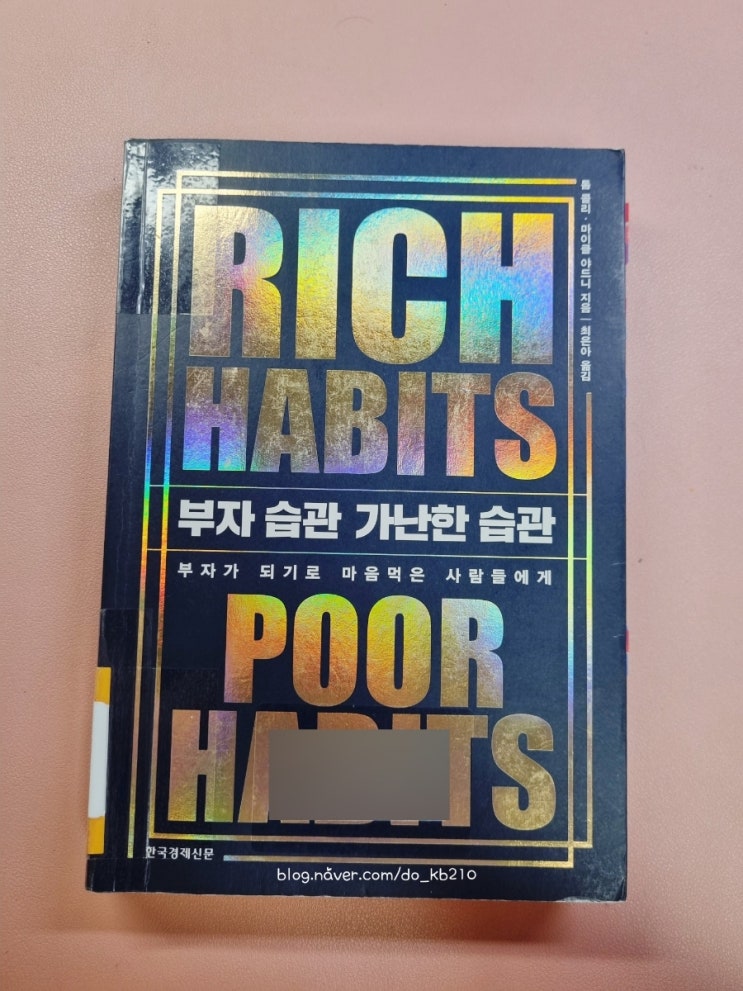 RICH
HABITS
톰 콜리 · 마이클 야드니 지음 | 최은아 옮김
부자 습관 가난한 습관
부자가 되기로 마음먹은 사람들에게
POOR
HABITS
한국경제신문
blog.naver.com/do_kb210